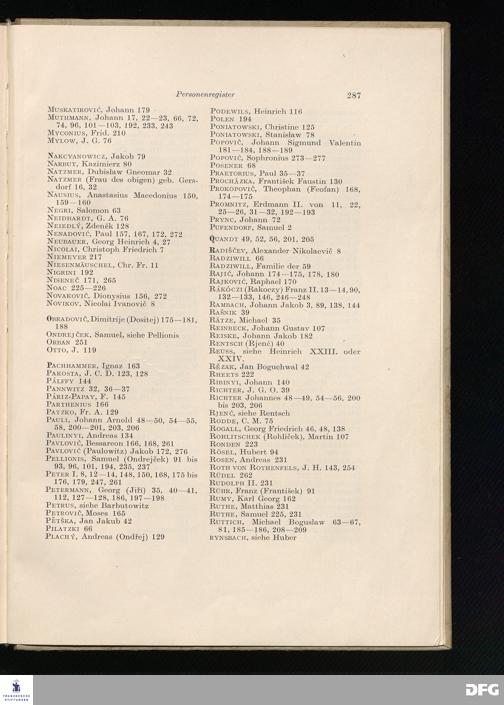 Personenregister 287
Muskatirović, Johann 179
Muthmann, Johann 17, 22—23, 66, 72,
74, 96, 101—103, 192, 233, 243
Myconius, Frid. 210
Mylow, J. G. 76
Nakcyanowicz, Jakob 79
Narbut, Kazimierz 80
Natzmer, Dubislaw Gneomar 32
Natzmer (Frau des obigen) geb. Gers-
dorf 16, 32
Nausius, Anastasius Macedonius 150,
159—160
Negri, Salomon 63
Neidhardt, G. A. 76
Nejedlý, Zdeněk 128
Nenadović, Paul 157, 167, 172, 272
Neubauer, Georg Heinrich 4, 27
Nicolai, Christoph Friedrich 7
Niemeyer 217
Niesenmäuschel, Chr. Fr. 11
Nigrini 192
Niseneč 171, 265
Noac 225—226
Novaković, Dionysius 156, 272
Novikov, Nicolai Ivanovič 8
Obradović, Dimitrije (Dositej) 175—181,
188
Ondrejček, Samuel, siehe Pellionis
Orban 251
Otto, J. 119
Pachhammer, Ignaz 163
Pakosta, J. C. D. 123, 128
Pálffy 144
Pannwitz 32, 36—37
Páriz-Papay, F. 145
Parthenius 166
Patzko, Fr. A. 129
Pauli, Johann Arnold 48—50, 54—55,
58, 200—201, 203, 206
Paulinyi, Andreas 134
Pavlović, Bessareon 166, 168, 261
Pavlović (Paulowitz) Jakob 172, 276
Pellionis, Samuel (Ondrejček) 91 bis
93, 96, 101, 194, 235, 237
Peter I. 8, 12—14, 148, 150, 168, 175 bis
176, 179, 247, 261
Petermann, Georg (Jiří) 35, 40—41,
112, 127—128, 186, 197—198
Petrus, siehe Barbutowitz
Petrovič, Moses 165
Pětška, Jan Jakub 42
Pilatzki 66
Plachý, Andreas (Ondřej) 129
Podewils, Heinrich 116
Polen 194
Poniatowski, Christine 125
Poniatowski, Stanisław 78
Popovič, Johann Sigmund Valentin
181—184, 188—189
Popovič, Sophronius 273—277
Posener 68
Praetorius, Paul 35—37
Procházka, František Faustin 130
Prokopovič, Theophan (Feofan) 168,
174—175
Promnitz, Erdmann II. von 11, 22,
25—26, 31—32, 192—193
Prync, Johann 72
Pufendorf, Samuel 2
Quandt 49, 52, 56, 201, 205
Radiščev, Alexander Nikolaevič 8
Radziwill 66
Radziwill, Familie der 59
Rajič, Johann 174—175, 178, 180
Rajković, Raphael 170
Rákóczi (Rakoczy) Franz II. 13—14, 90,
132—133, 146, 246—248
Rambach, Johann Jakob 3, 89, 138, 144
Rašnik 39
Rätze, Michael 35
Reinbeck, Johann Gustav 107
Reiske, Johann Jakob 182
Rentsch (Rjenč) 40
Reuss, siehe Heinrich XXIII. oder
XXIV.
Rězak, Jan Boguchwał 42
Rheets 222
Ribinyi, Johann 140
Richter, J. G. O. 39
Richter Johannes 48—49, 54—56, 200
bis 203, 206
Rjenč, siehe Rentsch
Rodde, C. M. 75
Rogall, Georg Friedrich 46, 48, 138
Rohlitschek (Rohlíček), Martin 107
Ronden 223
Rösel, Hubert 94
Rosen, Andreas 231
Roth von Rothenfels, J. H. 143, 254
Rüdel 262
Rudolph II. 231
Rühr, Franz (František) 91
Rumy, Karl Georg 162
Ruthe, Matthias 231
Ruthe, Samuel 225, 231
Ruttich, Michael Bogusław 63—67,
81, 185—186, 208—209
rynsbach, siehe Huber
FRANCKESCHE
STIFTUNGEN
DFG